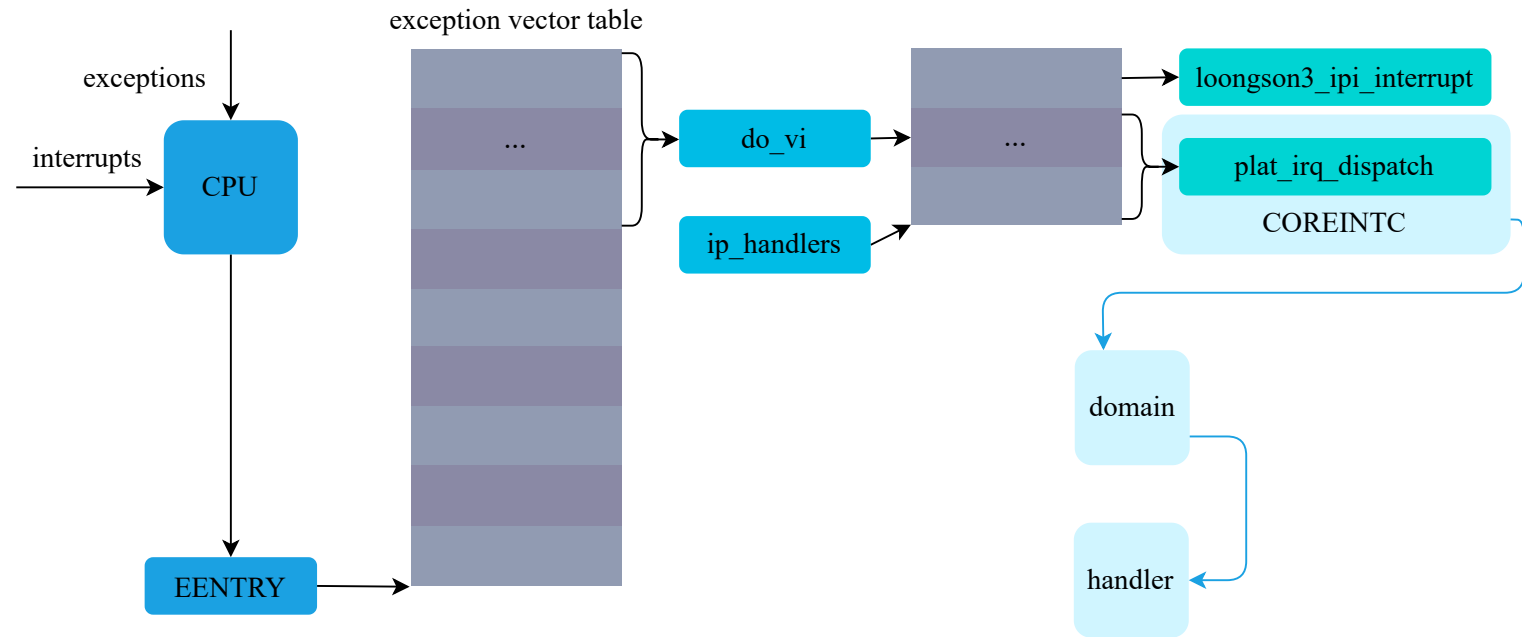 exception vector table
exceptions
interrupts
CPU
EENTRY
...
do_vi
ip_handlers
...
loongson3_ipi_interrupt
plat_irq_dispatch
COREINTC
domain
handler